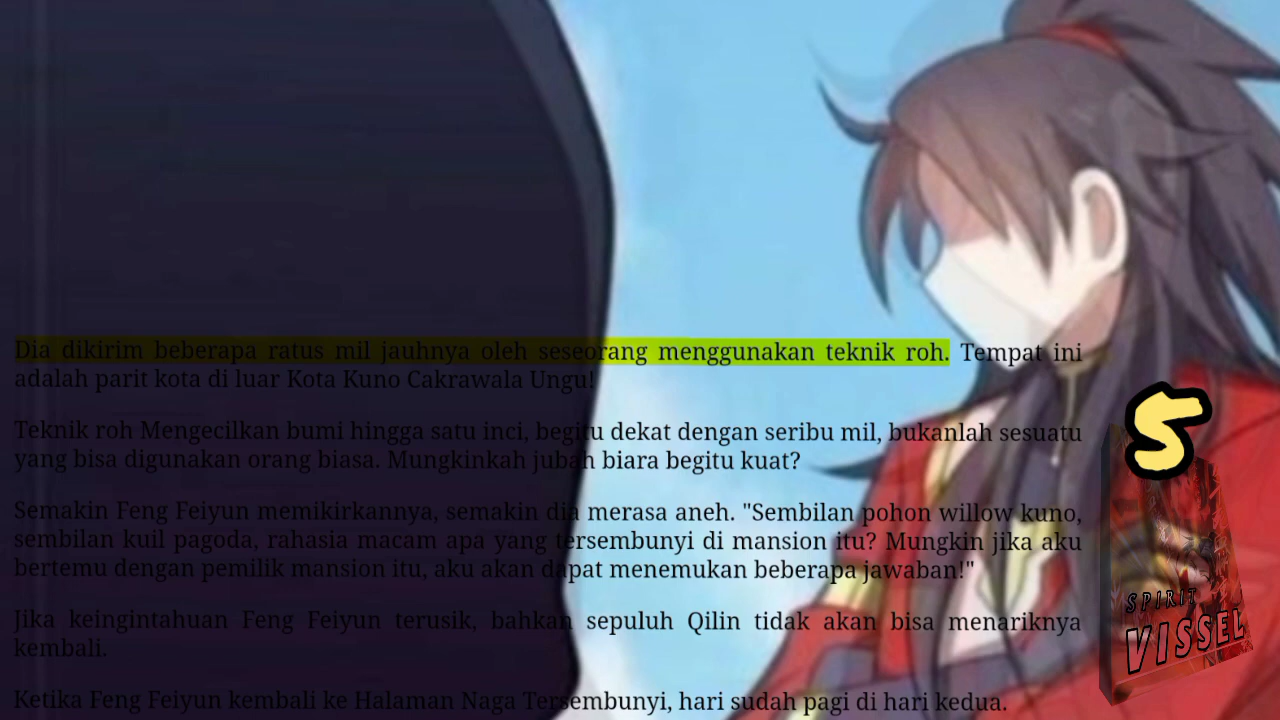 Dia dikirim beberapa ratus mil jauhnya oleh seseorang menggunakan teknik roh. Tempat ini
adalah parit kota di luar Kota Kuno Cakrawala Ungu!
Teknik roh Mengecilkan bumi hingga satu inci, begitu dekat dengan seribu mil, bukanlah sesuatu
yang bisa digunakan orang biasa. Mungkinkah jubah biara begitu kuat?
Semakin Feng Feiyun memikirkannya, semakin dia merasa aneh. "Sembilan pohon willow kuno,
sembilan kuil pagoda, rahasia macam apa yang tersembunyi di mansion itu? Mungkin jika aku
bertemu dengan pemilik mansion itu, aku akan dapat menemukan beberapa jawaban!"
Jika keingintahuan Feng Feiyun terusik, bahkan sepuluh Qilin tidak akan bisa menariknya
kembali.
Ketika Feng Feiyun kembali ke Halaman Naga Tersembunyi, hari sudah pagi di hari kedua.
S
SPIRIT
VISSEL